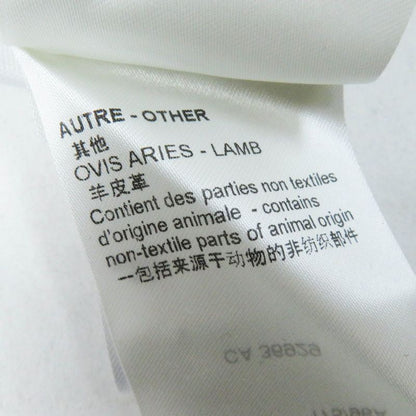 AUTRE - OTHER
其他
OVIS ARIES - LAMB
羊皮革
Contient des parties non textiles
d'origine animale - contains
non-textile parts of animal origin
一包括来源于动物的非纺织部件
CA 36929